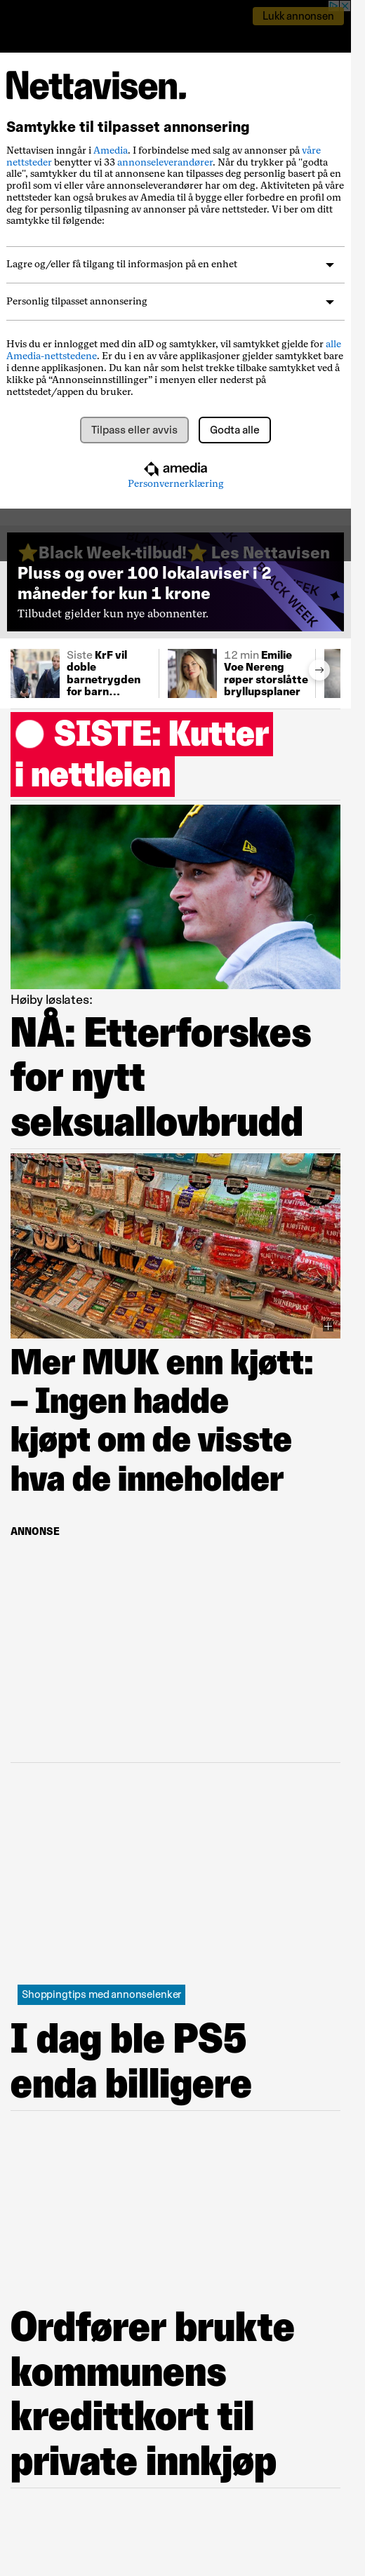 Lukk annonsen
Nettavisen.
Samtykke til tilpasset annonsering
Nettavisen inngår i Amedia. I forbindelse med salg av annonser på våre
nettsteder benytter vi 33 annonseleverandører. Når du trykker på "godta
alle", samtykker du til at annonsene kan tilpasses deg personlig basert på en
profil som vi eller våre annonseleverandører har om deg. Aktiviteten på våre
nettsteder kan også brukes av Amedia til å bygge eller forbedre en profil om
deg for personlig tilpasning av annonser på våre nettsteder. Vi ber om ditt
samtykke til følgende:
Lagre og/eller få tilgang til informasjon på en enhet
Personlig tilpasset annonsering
Hvis du er innlogget med din aID og samtykker, vil samtykket gjelde for alle
Amedia-nettstedene. Er du i en av våre applikasjoner gjelder samtykket bare
i denne applikasjonen. Du kan når som helst trekke tilbake samtykket ved å
klikke på “Annonseinnstillinger” i menyen eller nederst på
nettstedet/appen du bruker.
Tilpass eller avvis
Godta alle
amedia
Personvernerklæring
⭐Black Week-tilbud!⭐ Les Nettavisen
Pluss og over 100 lokalaviser i 2
måneder for kun 1 krone
Tilbudet gjelder kun nye abonnenter.
BLACK WEEK
Siste KrF vil
doble
barnetrygden
for barn...
12 min Emilie
Voe Nereng
røper storslåtte
bryllupsplaner
SISTE: Kutter
i nettleien
Høiby løslates:
NÅ: Etterforskes
for nytt
seksuallovbrudd
Mer MUK enn kjøtt:
– Ingen hadde
kjøpt om de visste
hva de inneholder
ANNONSE
Shoppingtips med annonselenker
I dag ble PS5
enda billigere
Ordfører brukte
kommunens
kredittkort til
private innkjøp